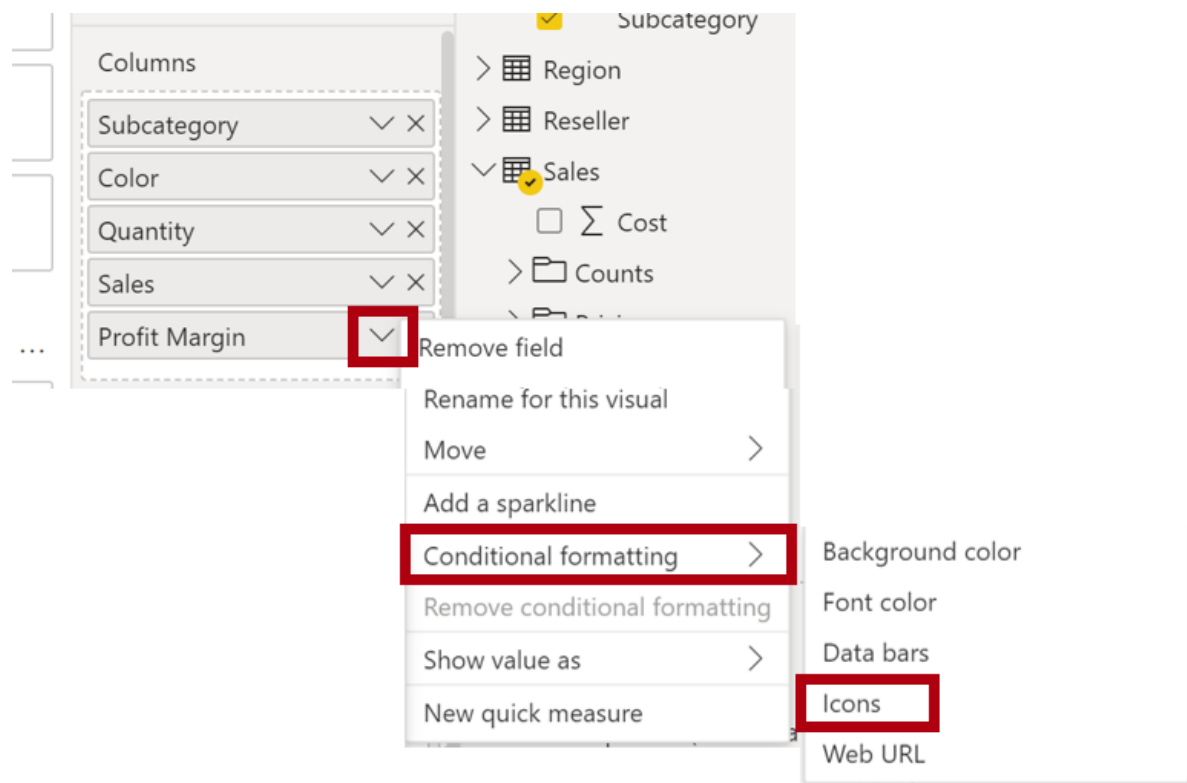 Subcategory
Columns
Region
Subcategory
Reseller
Color
Sales
Quantity
Cost
Sales
Counts
Profit Margin
...
Remove field
Rename for this visual
Move
Add a sparkline
Conditional formatting
Background color
Remove conditional formatting
Font color
Show value as
Data bars
New quick measure
Icons
Web URL